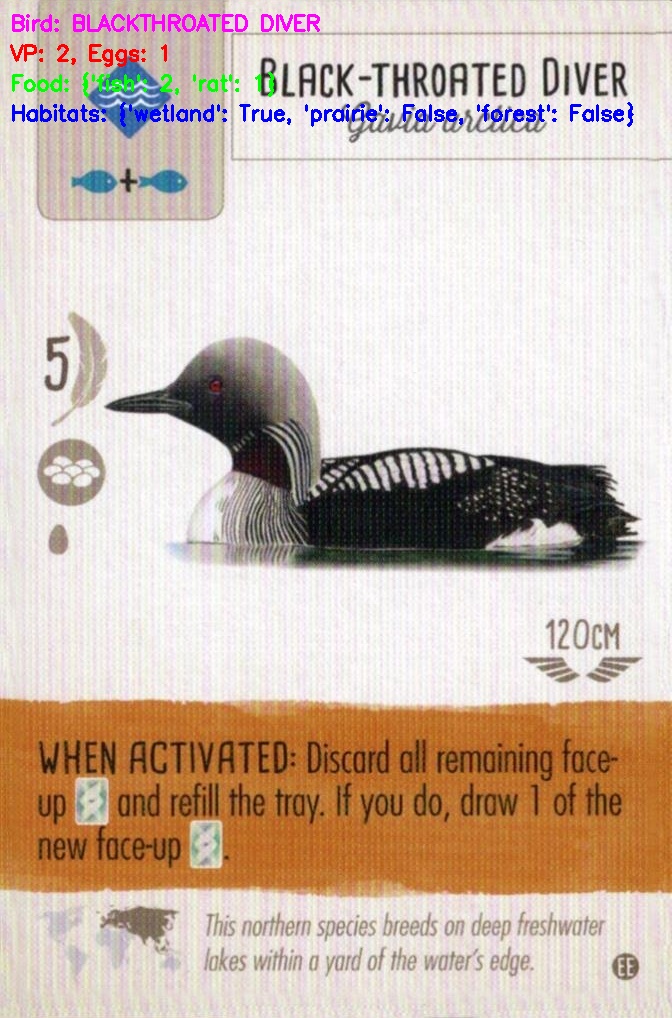 Bird: BLACKTHROATED DIVER
VP: 2, Eggs: 1
Food: {'fish': 2, 'rat': 1}
Habitats: {'wetland': True, 'prairie': False, 'forest': False}
BLACK-THROATED DIVER
Gavia arctica
+
5
120CM
WHEN ACTIVATED: Discard all remaining face-
up and refill the tray. If you do, draw 1 of the
new face-up .
This northern species breeds on deep freshwater
lakes within a yard of the water's edge.
EE